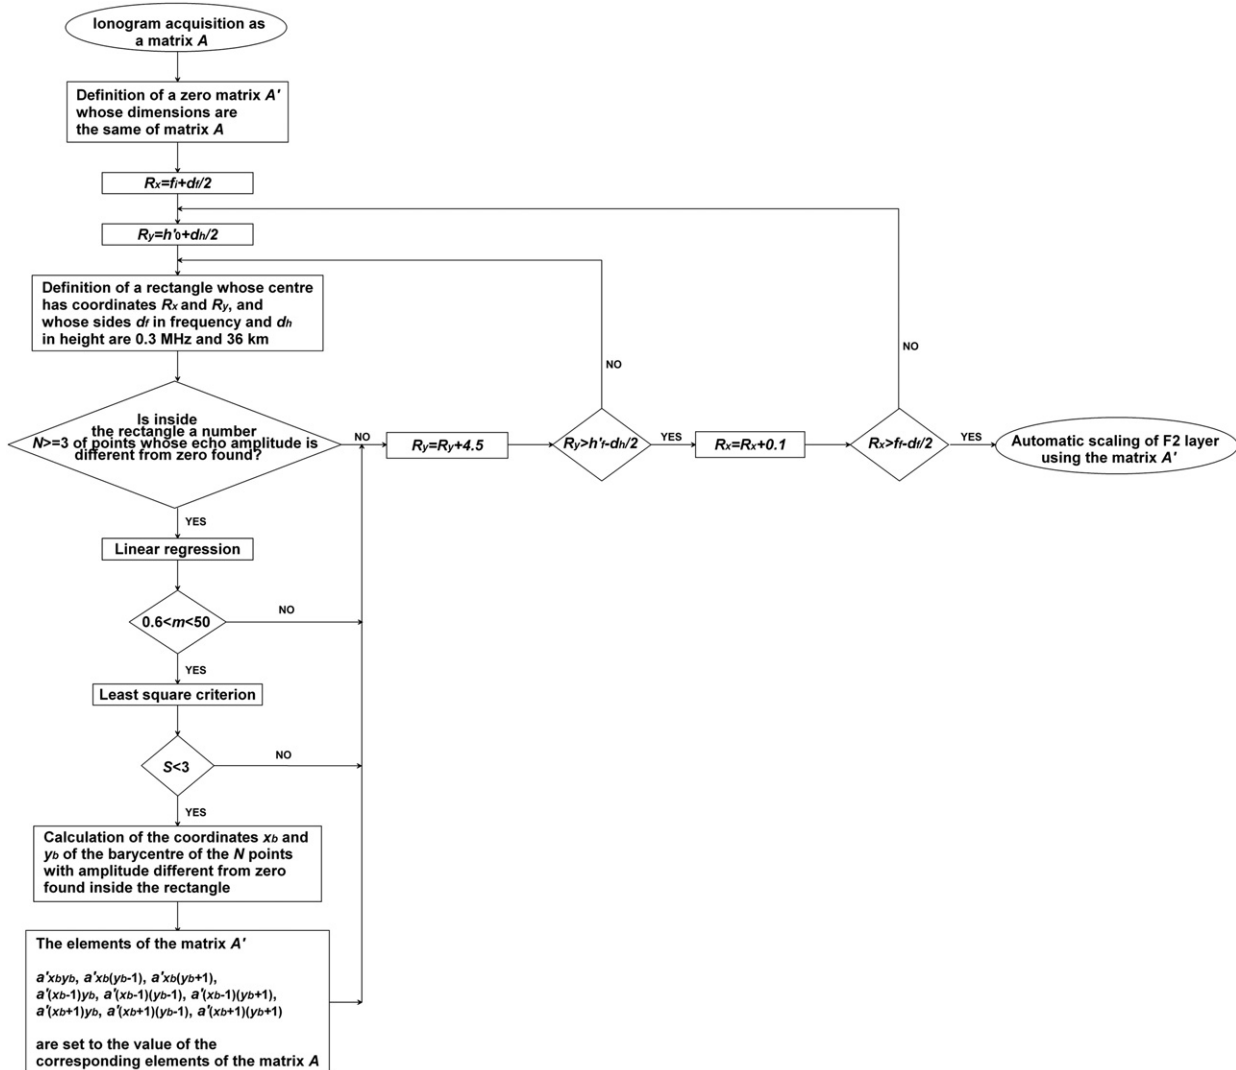 Ionogram acquisition as
a matrix A
Definition of a zero matrix A'
whose dimensions are
the same of matrix A
Rx=fi+df/2
Ry=h'0+dh/2
Definition of a rectangle whose centre
has coordinates Rx and Ry, and
whose sides df in frequency and dh
in height are 0.3 MHz and 36 km
Is inside
the rectangle a number
N>=3 of points whose echo amplitude is
different from zero found?
NO
Ry=Ry+4.5
Ry>h'f-dh/2
NO
YES
Rx=Rx+0.1
Rx>ff-df/2
NO
YES
Automatic scaling of F2 layer
using the matrix A'
YES
Linear regression
0.6<m<50
NO
YES
Least square criterion
S<3
NO
YES
Calculation of the coordinates xb and
yb of the barycentre of the N points
with amplitude different from zero
found inside the rectangle
The elements of the matrix A'
a'xbyb, a'xb(yb-1), a'xb(yb+1),
a'(xb-1)yb, a'(xb-1)(yb-1), a'(xb-1)(yb+1),
a'(xb+1)yb, a'(xb+1)(yb-1), a'(xb+1)(yb+1)
are set to the value of the
corresponding elements of the matrix A